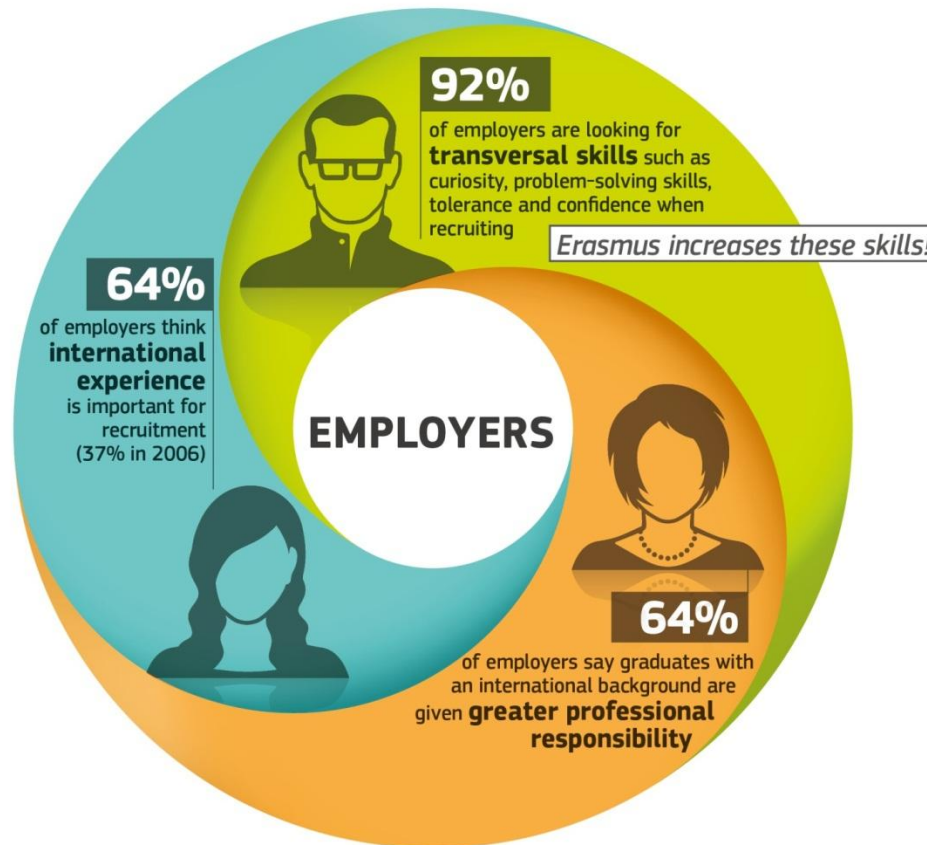 92%
of employers are looking for
transversal skills such as
curiosity, problem-solving skills,
tolerance and confidence when
recruiting
Erasmus increases these skills!
64%
of employers think
international
experience
is important for
recruitment
(37% in 2006)
EMPLOYERS
64%
of employers say graduates with
an international background are
given greater professional
responsibility